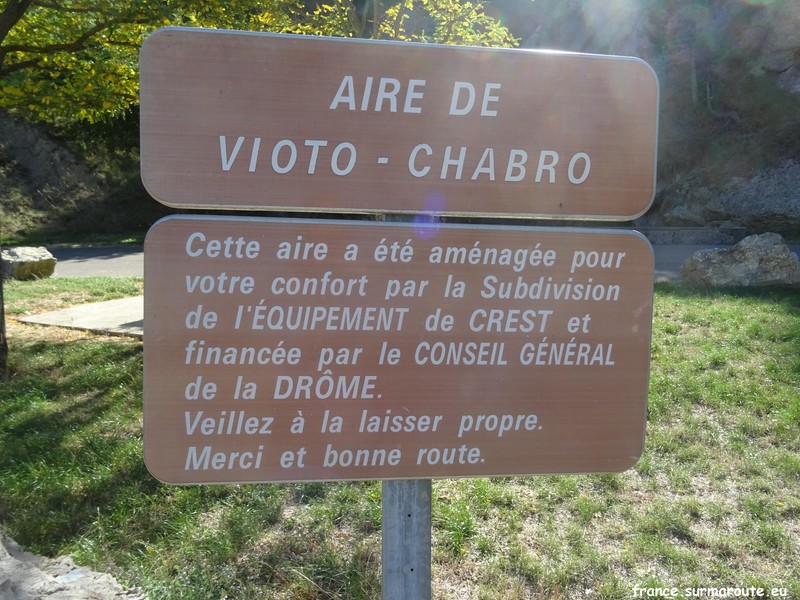 AIRE DE
VIOTO - CHABRO
Cette aire a été aménagée pour
votre confort par la Subdivision
de l'ÉQUIPEMENT de CREST et
financée par le CONSEIL GÉNÉRAL
de la DRÔME.
Veillez à la laisser propre.
Merci et bonne route.
france.surmaroute.eu